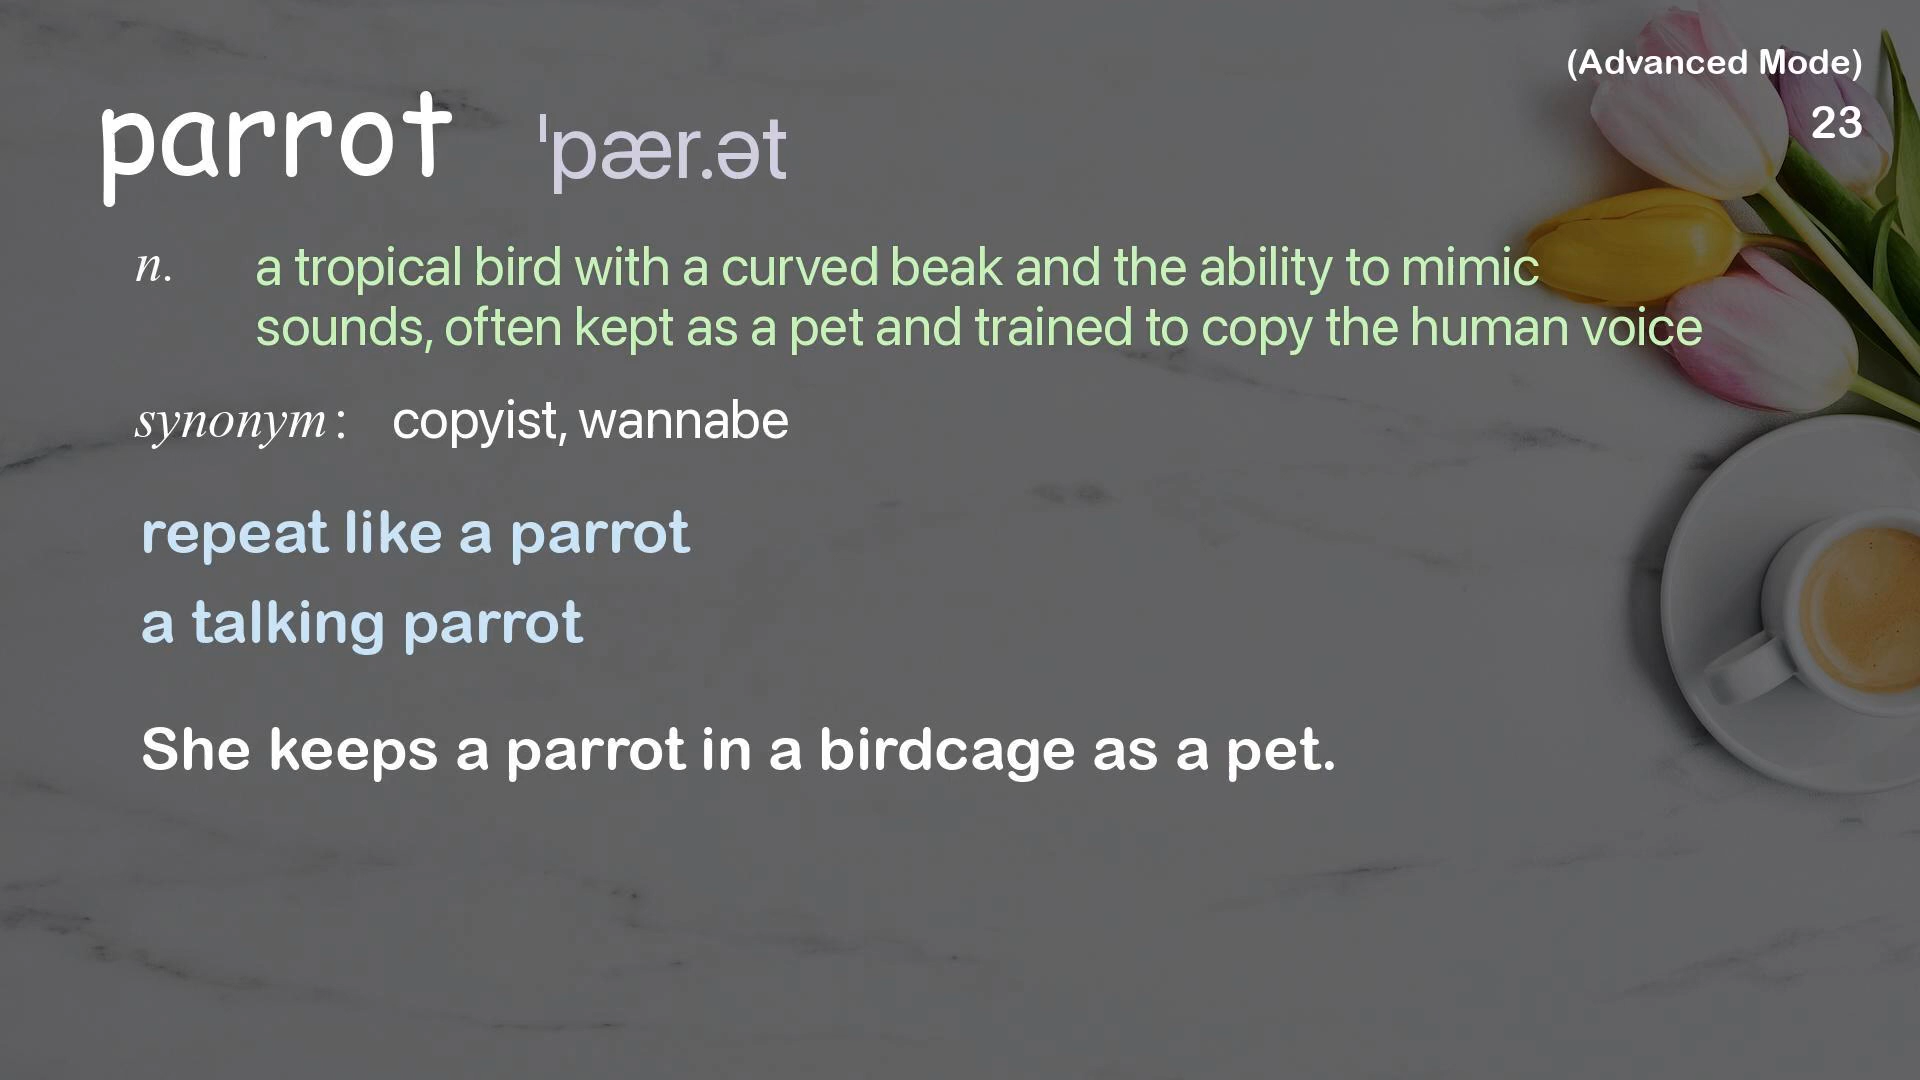 (Advanced Mode)
23
parrot ˈpær.ət
n. a tropical bird with a curved beak and the ability to mimic
sounds, often kept as a pet and trained to copy the human voice
synonym: copyist, wannabe
repeat like a parrot
a talking parrot
She keeps a parrot in a birdcage as a pet.